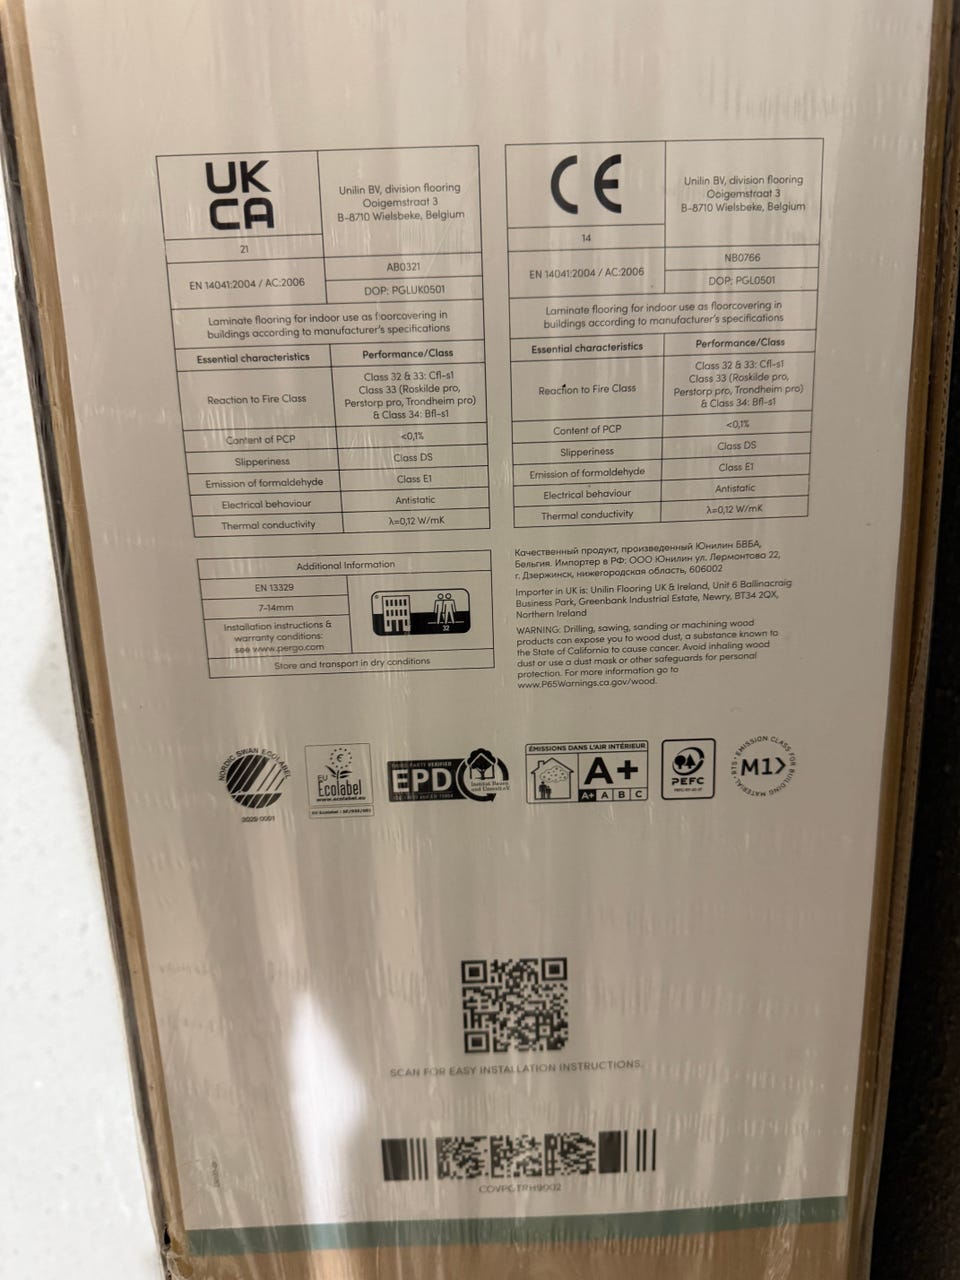 UK
CA
Unilin BV, division flooring
Ooigemstraat 3
B-8710 Wielsbeke, Belgium
21
EN 14041:2004 / AC:2006
AB0321
DOP: PGLUK0501
Laminate flooring for indoor use as floorcovering in
buildings according to manufacturer's specifications
Essential characteristics Performance/Class
Reaction to Fire Class
Class 32 & 33: Cfl-s1
Class 33 (Roskilde pro,
Perstorp pro, Trondheim pro)
& Class 34: Bfl-s1
Content of PCP <0,1%
Slipperiness Class DS
Emission of formaldehyde Class E1
Electrical behaviour Antistatic
Thermal conductivity λ=0,12 W/mK
CE
Unilin BV, division flooring
Ooigemstraat 3
B-8710 Wielsbeke, Belgium
14
EN 14041:2004 / AC:2006
NB0766
DOP: PGL0501
Laminate flooring for indoor use as floorcovering in
buildings according to manufacturer's specifications
Essential characteristics Performance/Class
Reaction to Fire Class
Class 32 & 33: Cfl-s1
Class 33 (Roskilde pro,
Perstorp pro, Trondheim pro)
& Class 34: Bfl-s1
Content of PCP <0,1%
Slipperiness Class DS
Emission of formaldehyde Class E1
Electrical behaviour Antistatic
Thermal conductivity λ=0,12 W/mK
Additional Information
EN 13329
7-14mm
Installation instructions &
warranty conditions:
see www.pergo.com
32
Store and transport in dry conditions
Качественный продукт, произведенный Юнилин БВБА,
Бельгия. Импортер в РФ: ООО Юнилин ул. Лермонтова 22,
г. Дзержинск, нижегородская область, 606002
Importer in UK is: Unilin Flooring UK & Ireland, Unit 6 Ballinacraig
Business Park, Greenbank Industrial Estate, Newry, BT34 2QX,
Northern Ireland
WARNING: Drilling, sawing, sanding or machining wood
products can expose you to wood dust, a substance known to
the State of California to cause cancer. Avoid inhaling wood
dust or use a dust mask or other safeguards for personal
protection. For more information go to
www.P65Warnings.ca.gov/wood.
NORDIC SWAN ECOLABEL
EU
Ecolabel
www.ecolabel.eu
THIRD PARTY VERIFIED
EPD
Institut Bauen
und Umwelt e.V.
ÉMISSIONS DANS L'AIR INTÉRIEUR
A+
A+ A B C
PEFC
M1
EMISSION CLASS FOR BUILDING MATERIAL • RTS •
SCAN FOR EASY INSTALLATION INSTRUCTIONS.
COVPGTRH9002